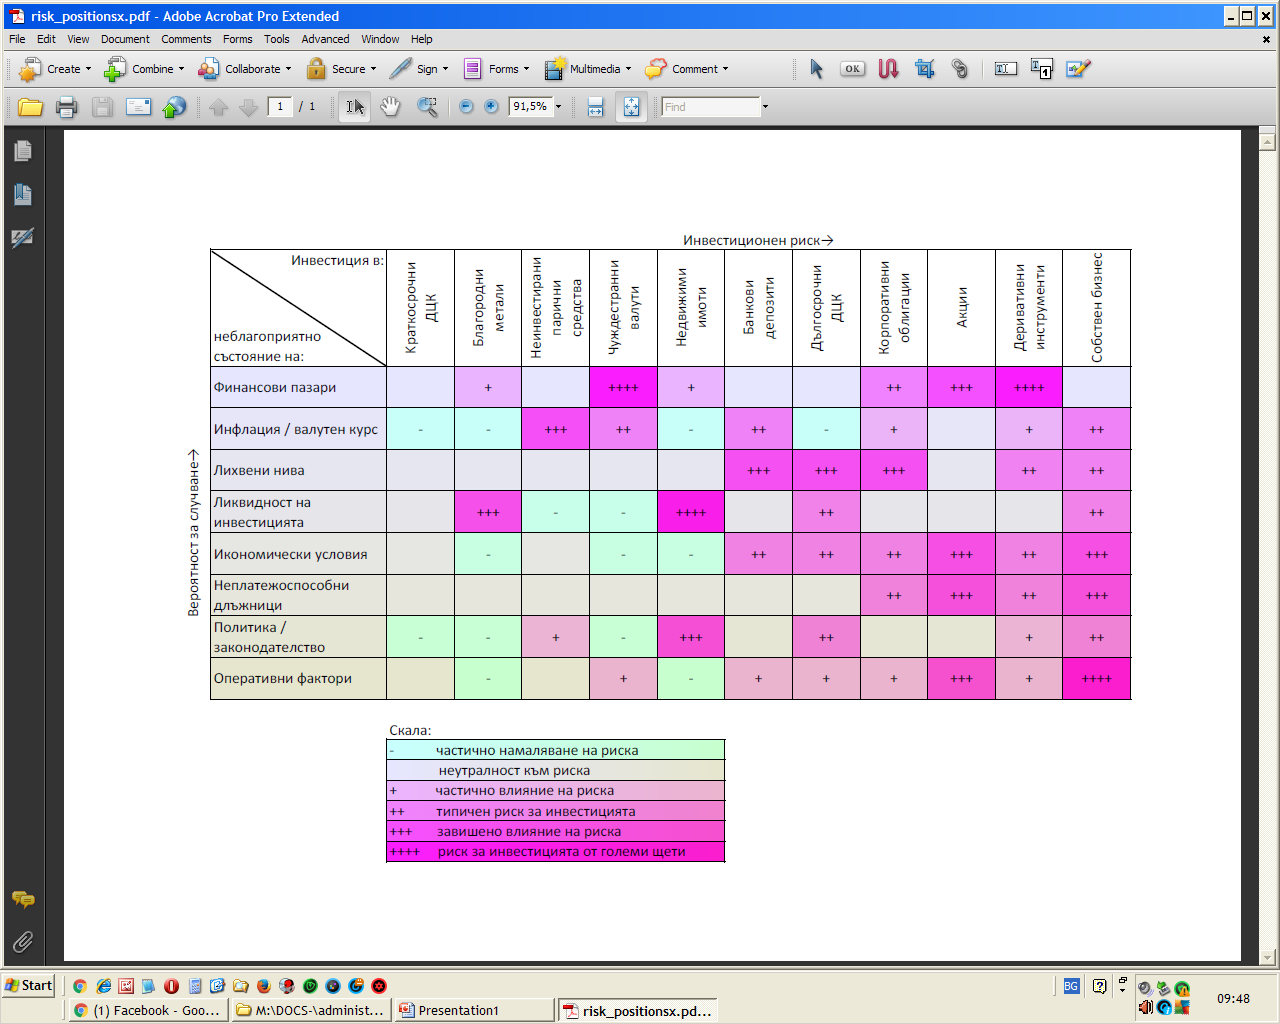 risk_positionsx.pdf - Adobe Acrobat Pro Extended
File Edit View Document Comments Forms Tools Advanced Window Help
Create Combine Collaborate Secure Sign Forms Multimedia Comment OK
1 / 1 91,5% Find
Инвестиционен риск→
Инвестиция в:
неблагоприятно
състояние на:
Краткосрочни
ДЦК
Благородни
метали
Неинвестирани
парични
средства
Чуждестранни
валути
Недвижими
имоти
Банкови
депозити
Дългосрочни
ДЦК
Корпоративни
облигации
Акции
Деривативни
инструменти
Собствен бизнес
Вероятност за случване→
Финансови пазари + ++++ + ++ +++ ++++
Инфлация / валутен курс - - +++ ++ - ++ - + + ++
Лихвени нива +++ +++ +++ ++ ++
Ликвидност на
инвестицията +++ - - ++++ ++ ++
Икономически условия - - - ++ ++ ++ +++ ++ +++
Неплатежоспособни
длъжници ++ +++ ++ +++
Политика /
законодателство - - + - +++ ++ + ++
Оперативни фактори - + - + + + +++ + ++++
Скала:
- частично намаляване на риска
неутралност към риска
+ частично влияние на риска
++ типичен риск за инвестицията
+++ завишено влияние на риска
++++ риск за инвестицията от големи щети
Start BG 09:48
(1) Facebook - Goo... M:\DOCS-\administ... Presentation1 risk_positionsx.pd...